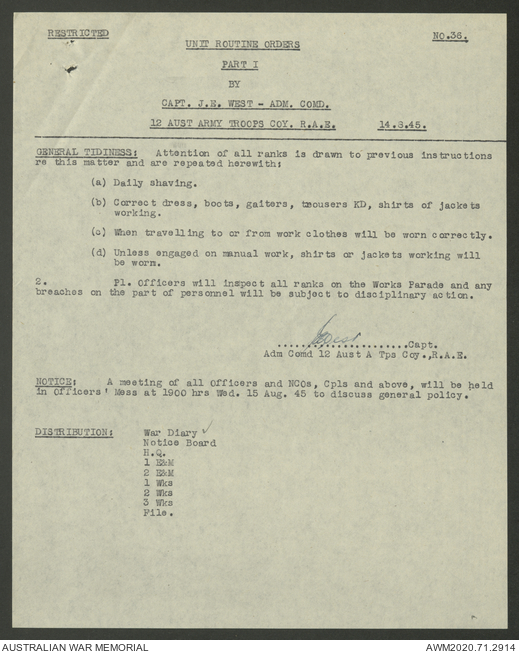 RESTRICTED
NO.36.
UNIT ROUTINE ORDERS
PART I
BY
CAPT. J.E. WEST - ADM. COMD.
12 AUST ARMY TROOPS COY. R.A.E. 14.8.45.
GENERAL TIDINESS: Attention of all ranks is drawn to previous instructions
re this matter and are repeated herewith:
(a) Daily shaving.
(b) Correct dress, boots, gaiters, trousers KD, shirts of jackets
working.
(c) When travelling to or from work clothes will be worn correctly.
(d) Unless engaged on manual work, shirts or jackets working will
be worn.
2. Pl. Officers will inspect all ranks on the Works Parade and any
breaches on the part of personnel will be subject to disciplinary action.
JWest
......................Capt.
Adm Comd 12 Aust A Tps Coy.,R.A.E.
NOTICE: A meeting of all Officers and NCOs, Cpls and above, will be held
in Officers' Mess at 1900 hrs Wed. 15 Aug. 45 to discuss general policy.
DISTRIBUTION: War Diary ✓
Notice Board
H.Q.
1 E&M
2 E&M
1 Wks
2 Wks
3 Wks
File.
AUSTRALIAN WAR MEMORIAL
AWM2020.71.2914